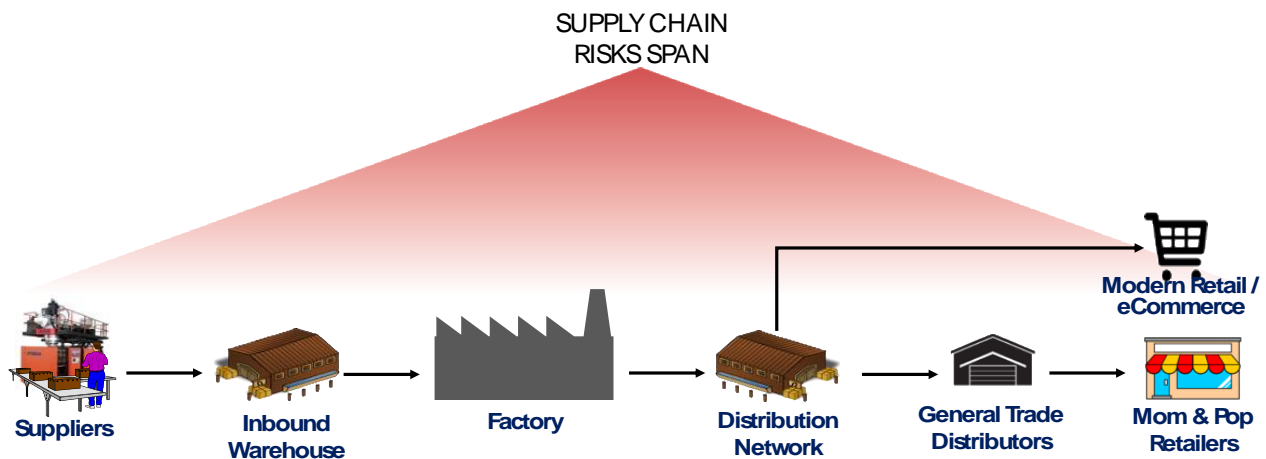 SUPPLY CHAIN
RISKS SPAN
Modern Retail /
eCommerce
Suppliers
Inbound
Warehouse
Factory
Distribution
Network
General Trade
Distributors
Mom & Pop
Retailers